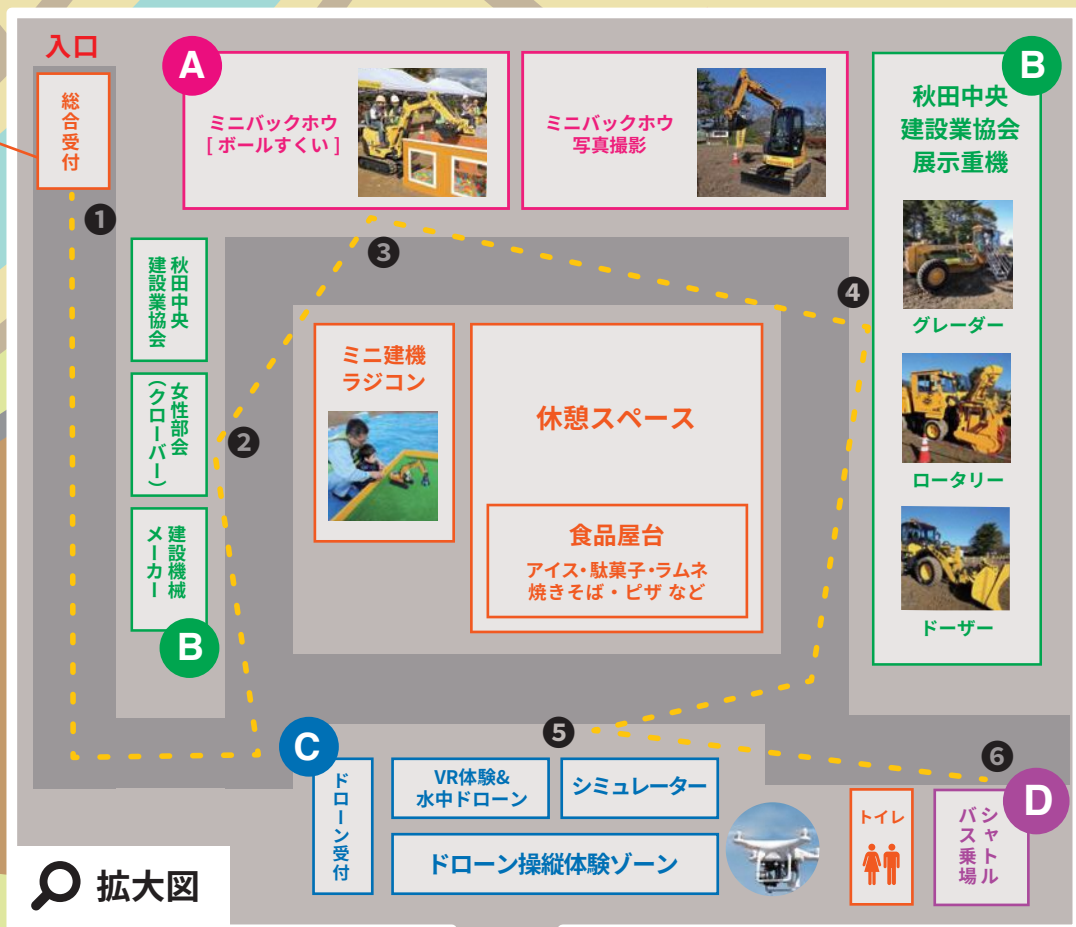 入口
総合受付
❶
A
ミニバックホウ
[ ボールすくい ]
ミニバックホウ
写真撮影
B
秋田中央
建設業協会
展示重機
グレーダー
ロータリー
ドーザー
秋田中央
建設業協会
女性部会
(クローバー)
建設機械
メーカー
B
❷
❸
❹
ミニ建機
ラジコン
休憩スペース
食品屋台
アイス・駄菓子・ラムネ
焼きそば・ピザ など
❺
❻
C
ドローン受付
VR体験&
水中ドローン
シミュレーター
ドローン操縦体験ゾーン
トイレ
D
シャトル
バス乗場
拡大図